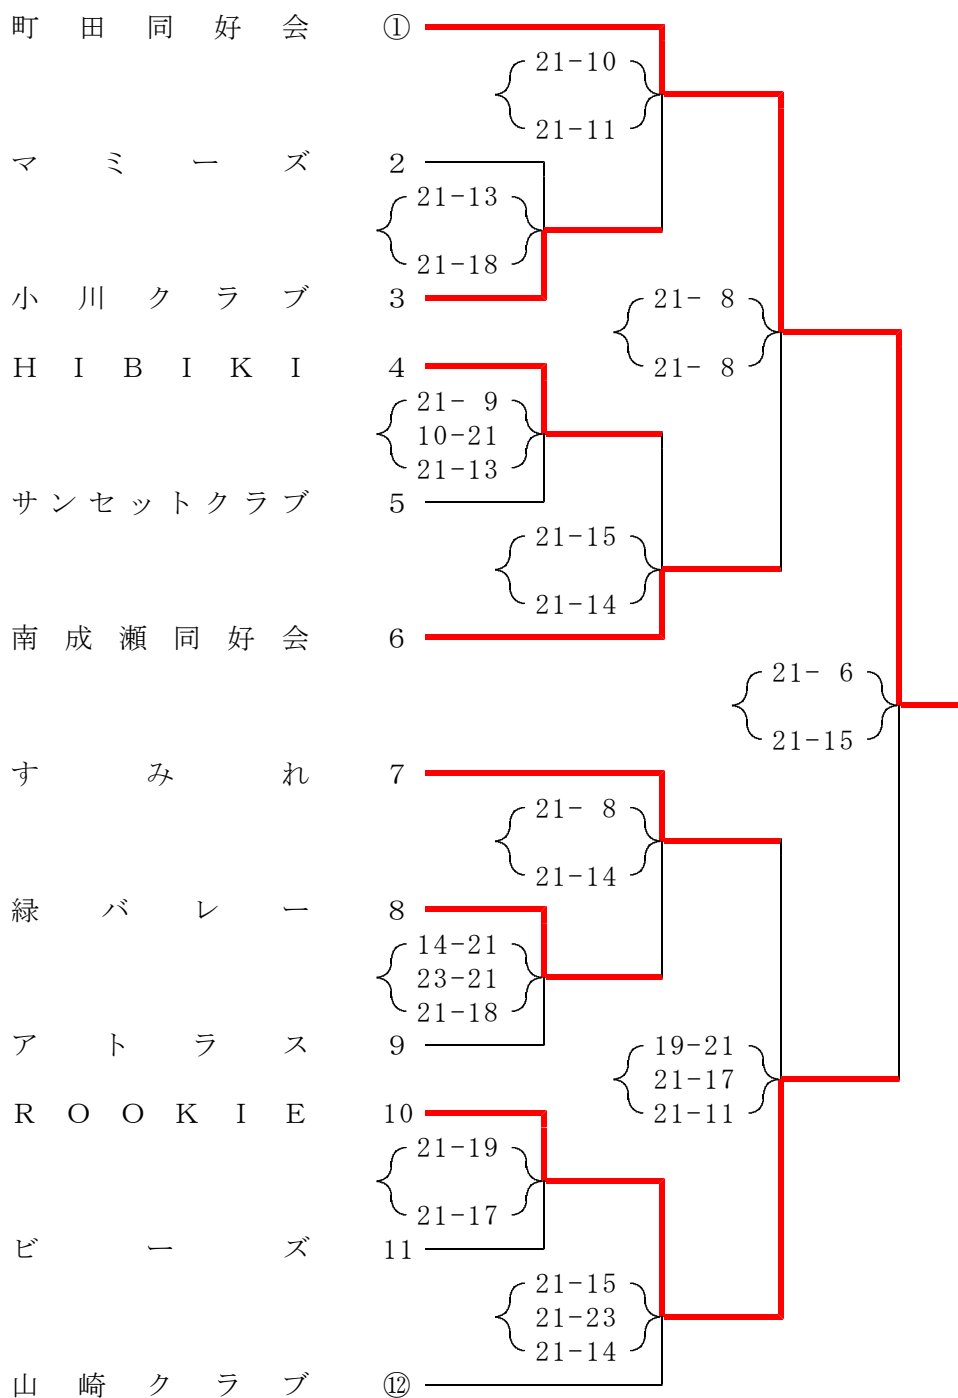 町田同好会 ①
21-10
21-11
マミーズ 2
21-13
21-18
小川クラブ 3
21- 8
21- 8
HIBIKI 4
21- 9
10-21
21-13
サンセットクラブ 5
21-15
21-14
南成瀬同好会 6
21- 6
21-15
すみれ 7
21- 8
21-14
緑バレー 8
14-21
23-21
21-18
アトラス 9
19-21
21-17
21-11
ROOKIE 10
21-19
21-17
ビーズ 11
21-15
21-23
21-14
山崎クラブ ⑫